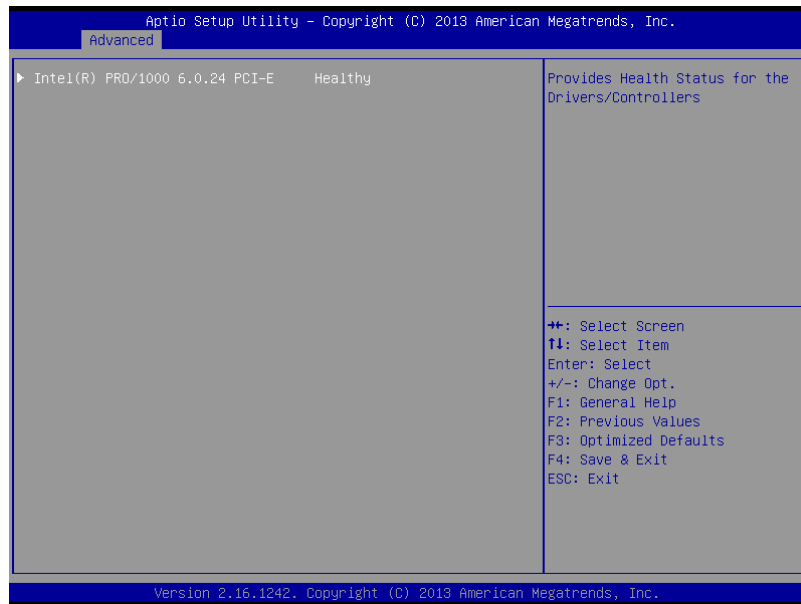 Aptio Setup Utility – Copyright (C) 2013 American Megatrends, Inc.
Advanced
▶ Intel(R) PRO/1000 6.0.24 PCI-E Healthy
Provides Health Status for the
Drivers/Controllers
→←: Select Screen
↑↓: Select Item
Enter: Select
+/-: Change Opt.
F1: General Help
F2: Previous Values
F3: Optimized Defaults
F4: Save & Exit
ESC: Exit
Version 2.16.1242. Copyright (C) 2013 American Megatrends, Inc.